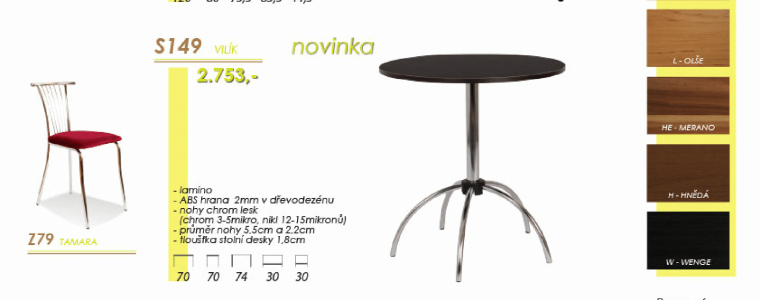 S149 VILÍK
novinka
2.753,-
Z79 TAMARA
- lamino
- ABS hrana 2mm v dřevodezénu
- nohy chrom lesk
(chrom 3-5mikro, nikl 12-15mikronů)
- průměr nohy 5,5cm a 2,2cm
- tloušťka stolní desky 1,8cm
70 70 74 30 30
L - OLŠE
HE - MERANO
H - HNĚDÁ
W - WENGE